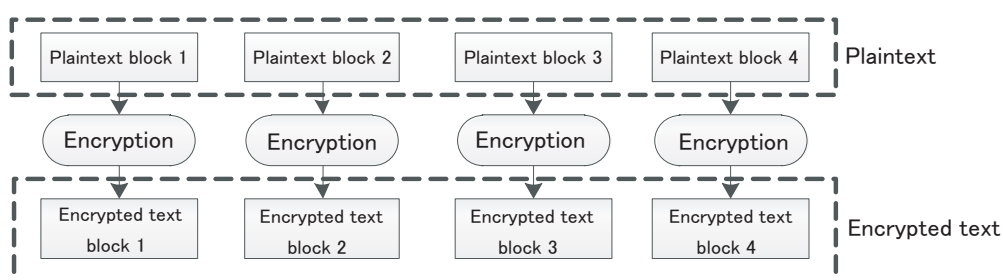 Plaintext block 1
Plaintext block 2
Plaintext block 3
Plaintext block 4
Plaintext
Encryption
Encryption
Encryption
Encryption
Encrypted text
block 1
Encrypted text
block 2
Encrypted text
block 3
Encrypted text
block 4
Encrypted text